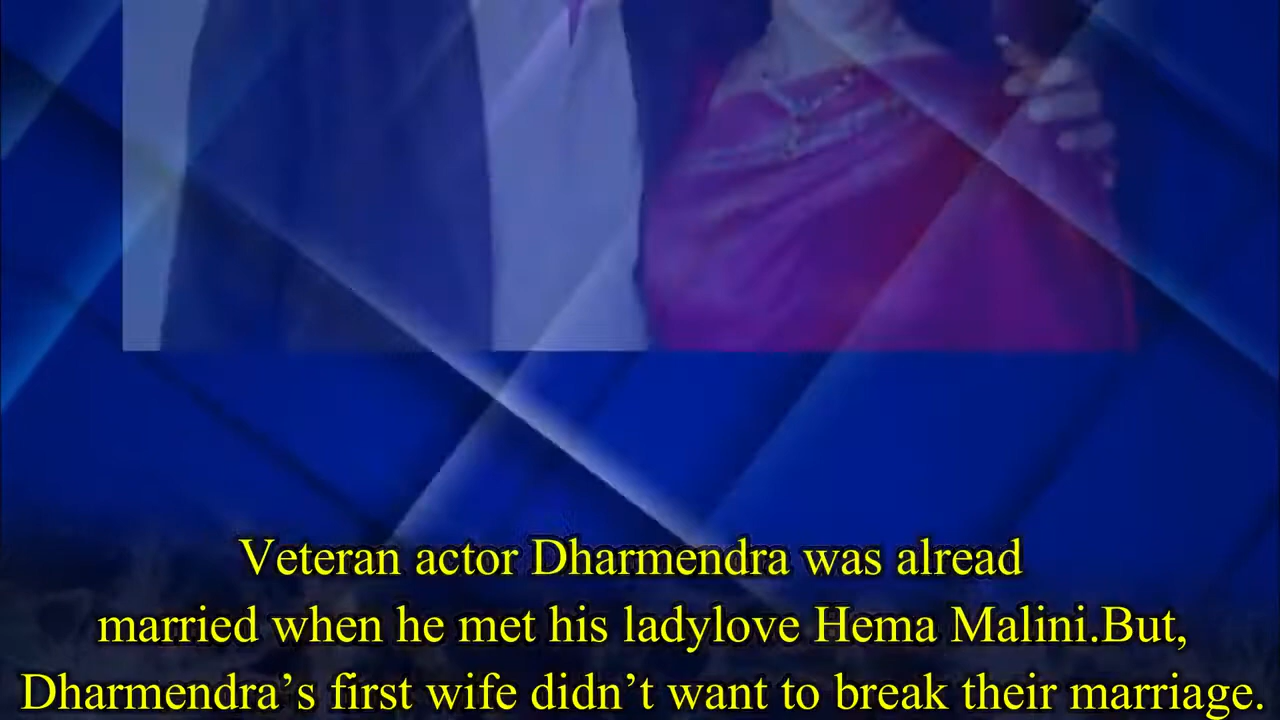 Veteran actor Dharmendra was alread
married when he met his ladylove Hema Malini.But,
Dharmendra’s first wife didn’t want to break their marriage.